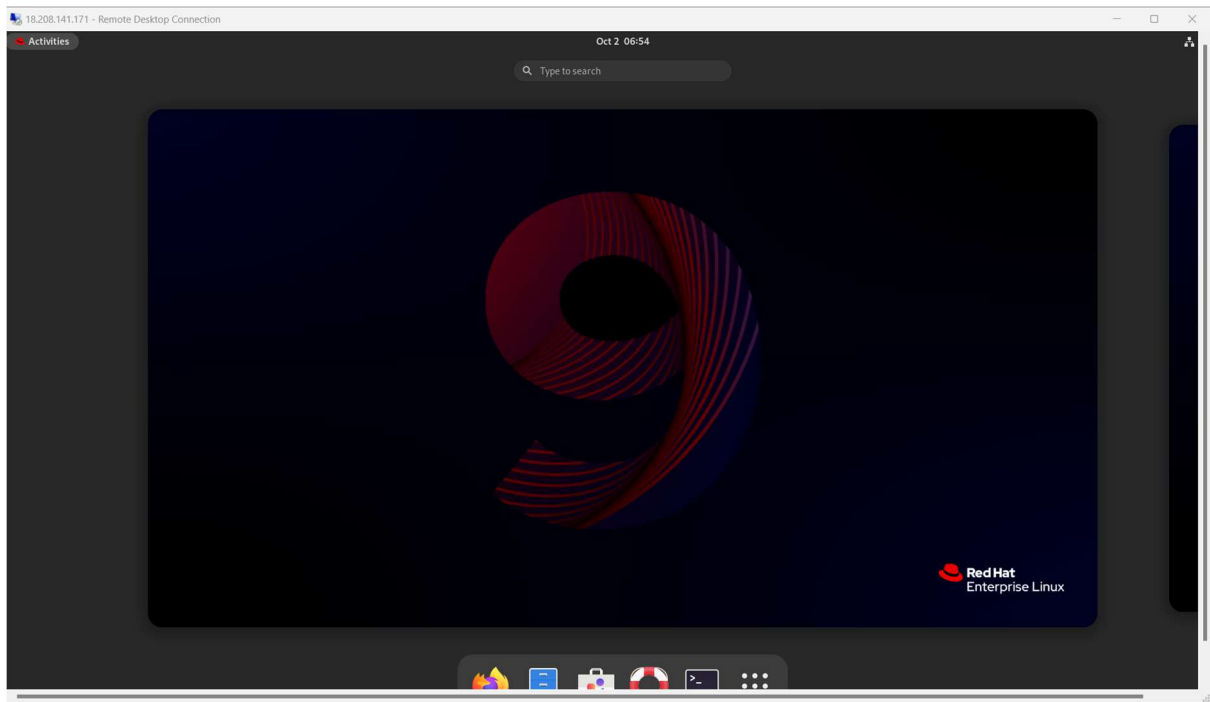 18.208.141.171 - Remote Desktop Connection
Activities
Oct 2 06:54
Type to search
Red Hat
Enterprise Linux
>_